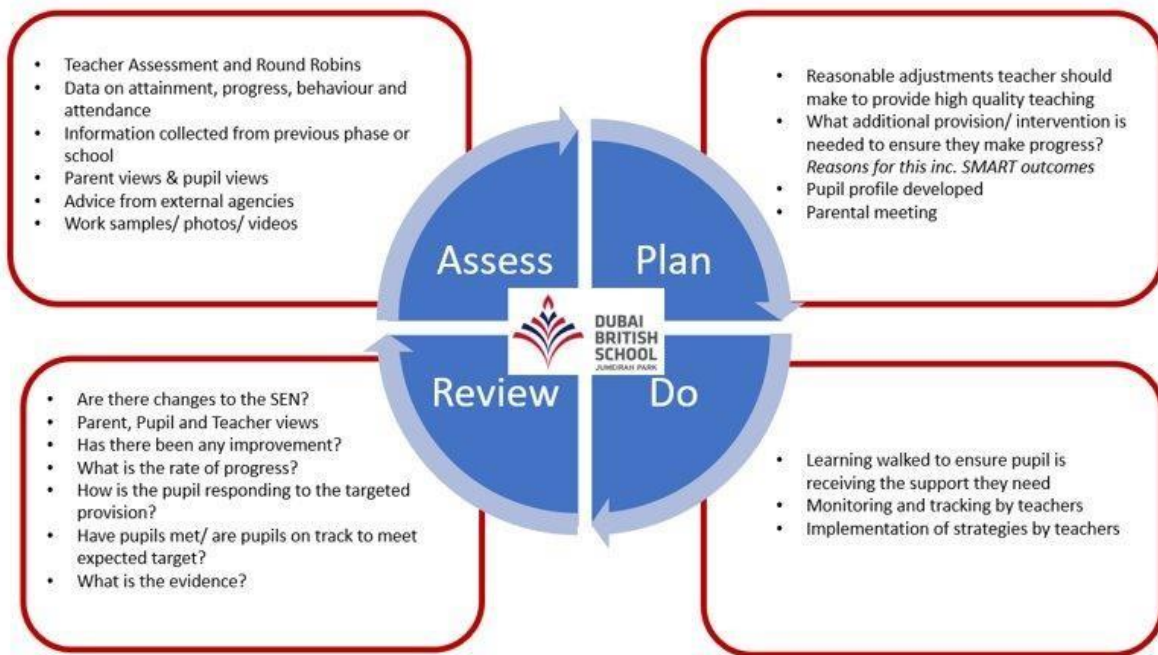 • Teacher Assessment and Round Robins
• Data on attainment, progress, behaviour and
attendance
• Information collected from previous phase or
school
• Parent views & pupil views
• Advice from external agencies
• Work samples/ photos/ videos
• Reasonable adjustments teacher should
make to provide high quality teaching
• What additional provision/ intervention is
needed to ensure they make progress?
Reasons for this inc. SMART outcomes
• Pupil profile developed
• Parental meeting
Assess
Plan
DUBAI
BRITISH
SCHOOL
JUMEIRAH PARK
Review
Do
• Are there changes to the SEN?
• Parent, Pupil and Teacher views
• Has there been any improvement?
• What is the rate of progress?
• How is the pupil responding to the targeted
provision?
• Have pupils met/ are pupils on track to meet
expected target?
• What is the evidence?
• Learning walked to ensure pupil is
receiving the support they need
• Monitoring and tracking by teachers
• Implementation of strategies by teachers